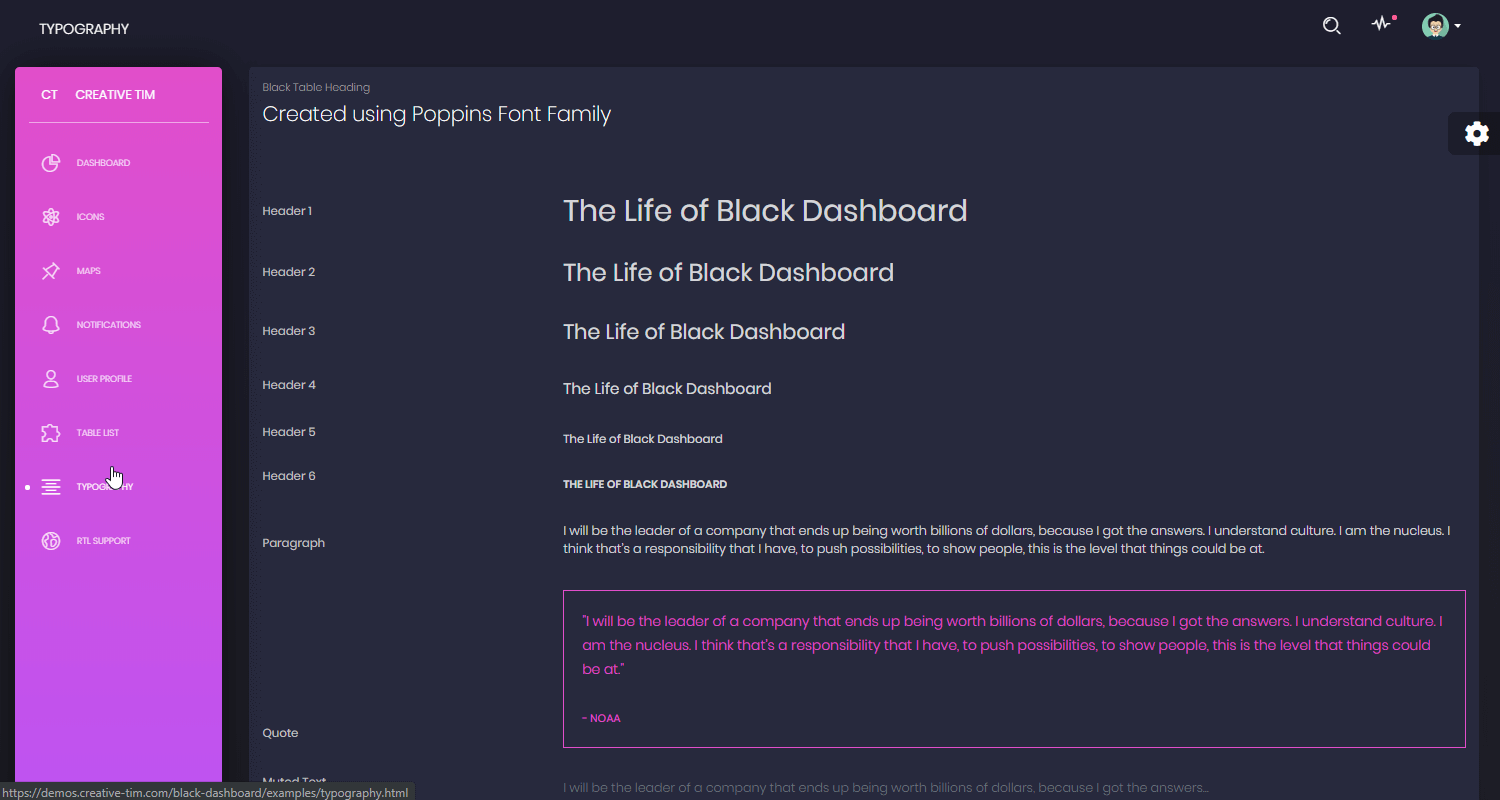 TYPOGRAPHY
CT CREATIVE TIM
DASHBOARD
ICONS
MAPS
NOTIFICATIONS
USER PROFILE
TABLE LIST
TYPOGRAPHY
RTL SUPPORT
Black Table Heading
Created using Poppins Font Family
Header 1 The Life of Black Dashboard
Header 2 The Life of Black Dashboard
Header 3 The Life of Black Dashboard
Header 4 The Life of Black Dashboard
Header 5 The Life of Black Dashboard
Header 6 THE LIFE OF BLACK DASHBOARD
Paragraph
I will be the leader of a company that ends up being worth billions of dollars, because I got the answers. I understand culture. I am the nucleus. I
think that's a responsibility that I have, to push possibilities, to show people, this is the level that things could be at.
Quote
"I will be the leader of a company that ends up being worth billions of dollars, because I got the answers. I understand culture. I
am the nucleus. I think that's a responsibility that I have, to push possibilities, to show people, this is the level that things could
be at."
- NOAA
Muted Text I will be the leader of a company that ends up being worth billions of dollars, because I got the answers...
https://demos.creative-tim.com/black-dashboard/examples/typography.html